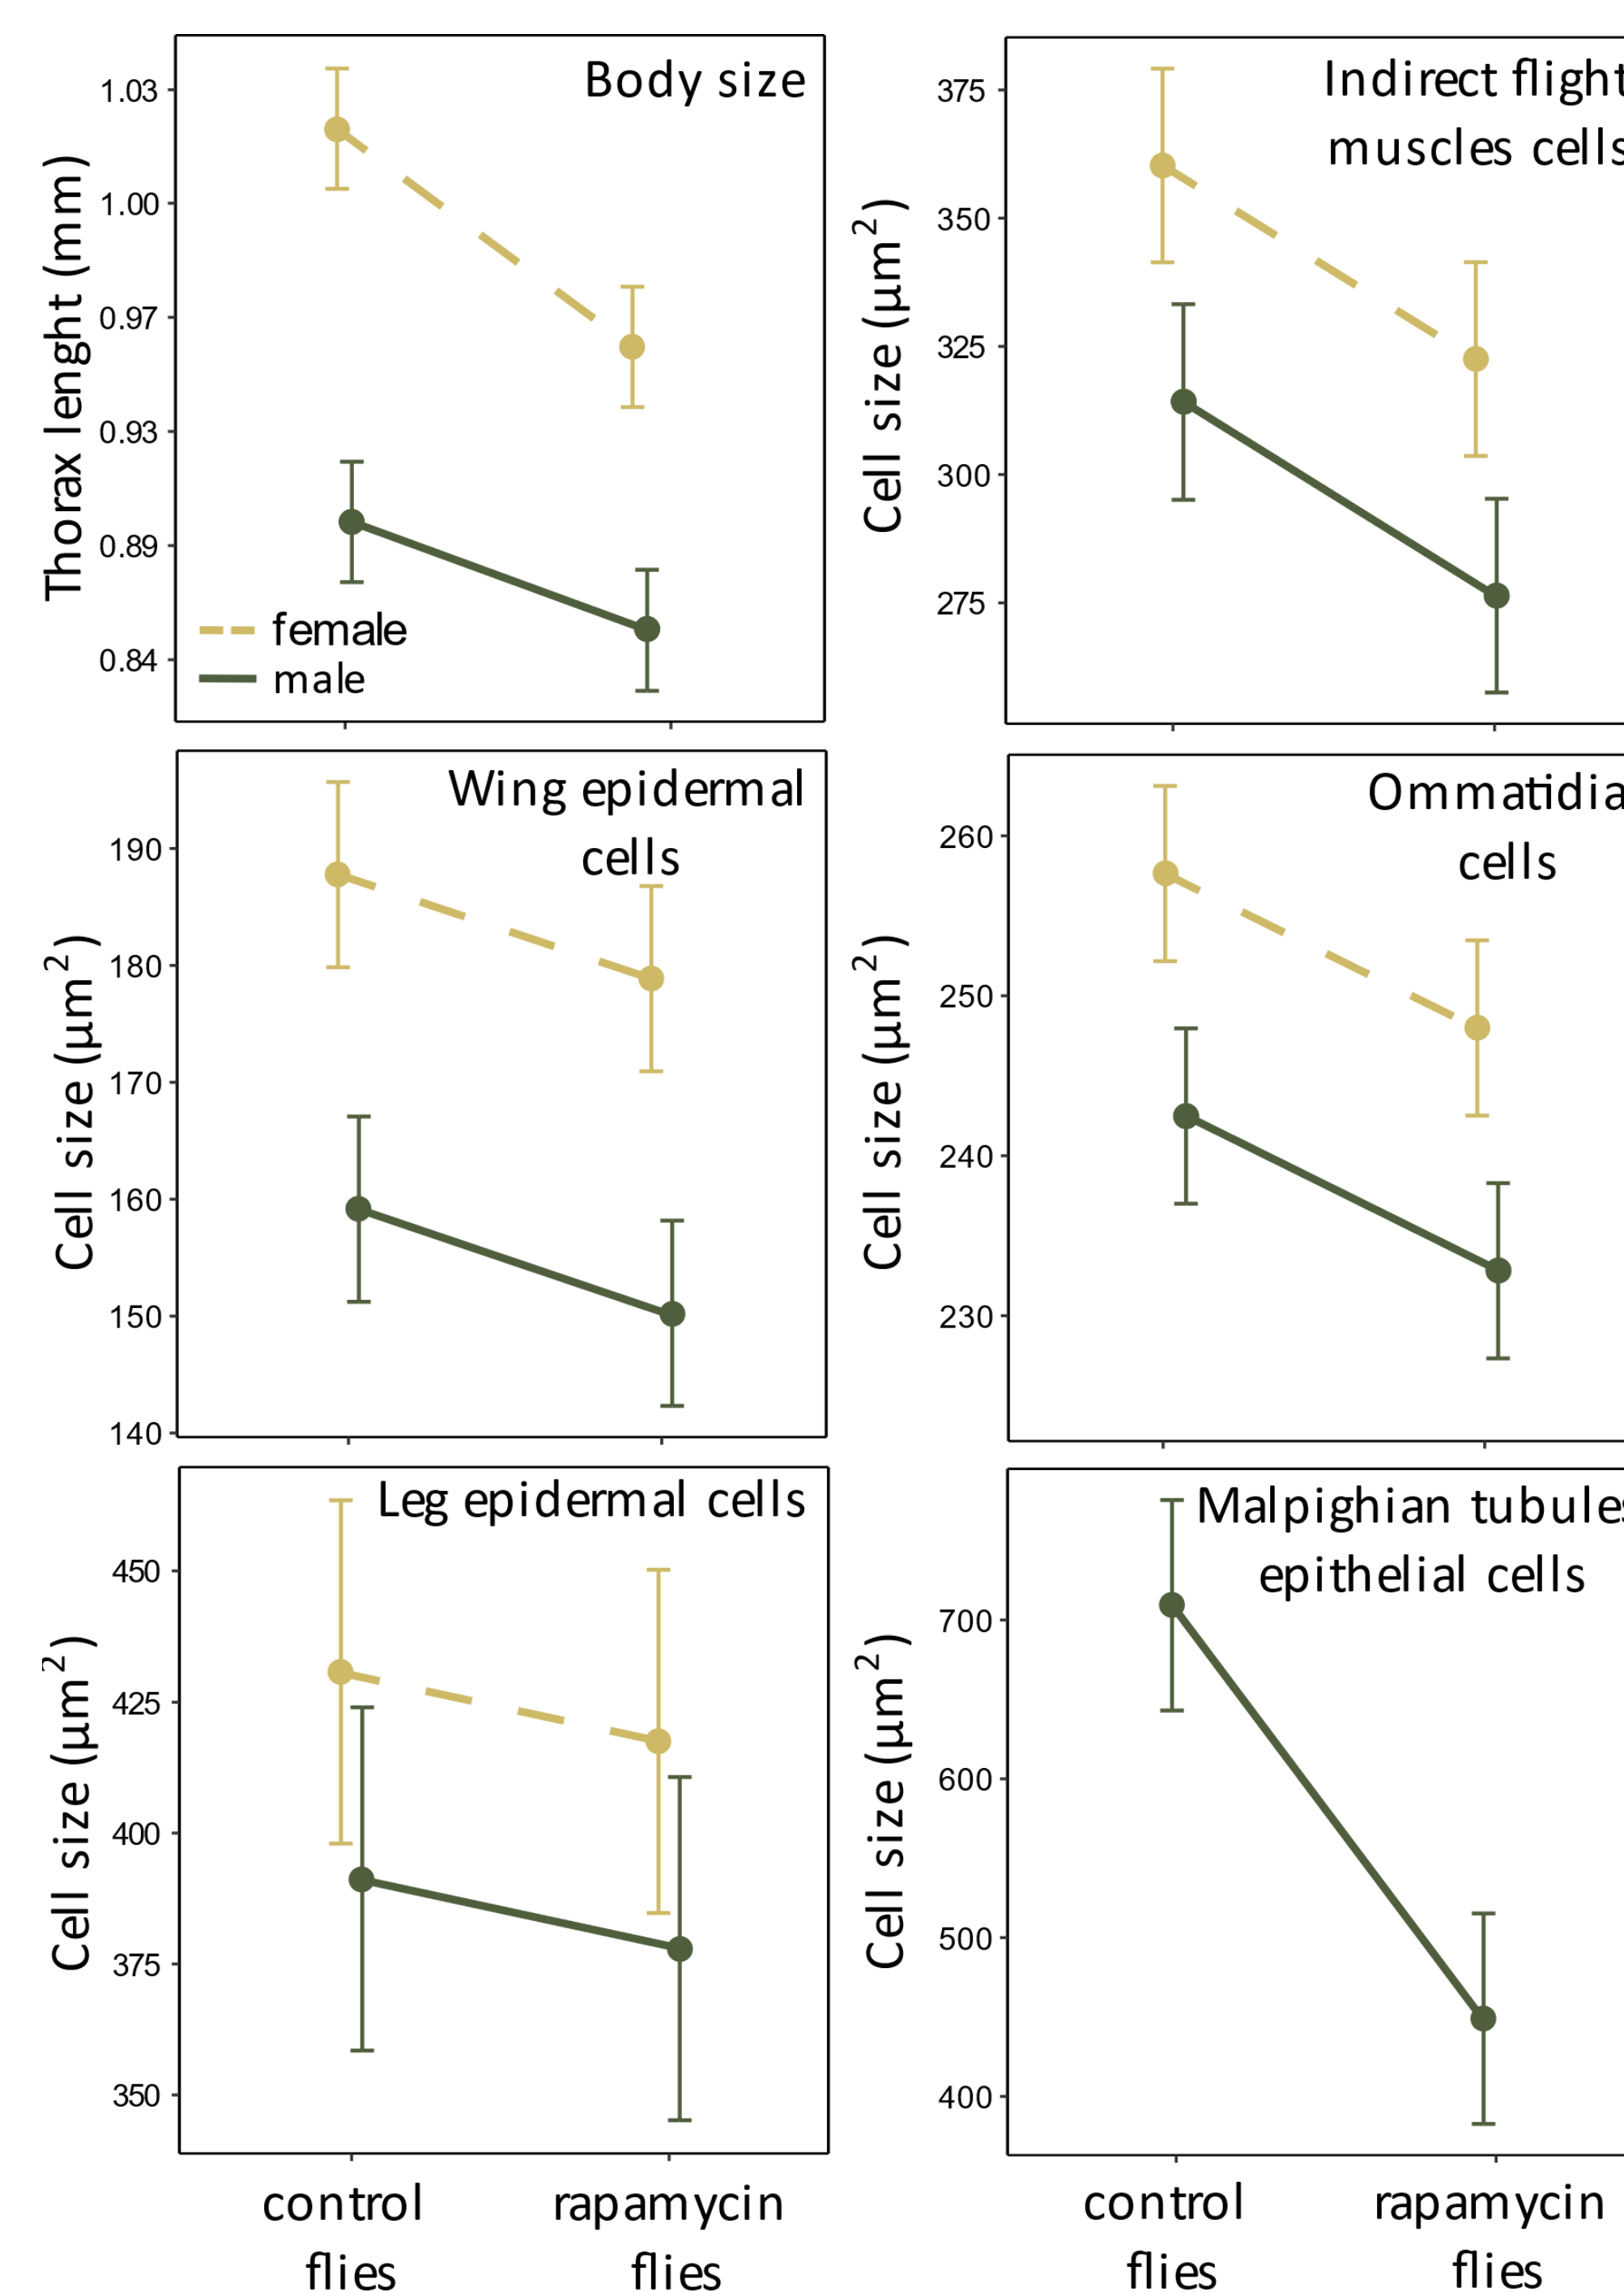 Body size
Thorax lenght (mm)
1.03
1.00
0.97
0.93
0.89
0.84
female
male
Indirect flight
muscles cells
Cell size (µm²)
375
350
325
300
275
Wing epidermal
cells
Cell size (µm²)
190
180
170
160
150
140
Ommatidia
cells
Cell size (µm²)
260
250
240
230
Leg epidermal cells
Cell size (µm²)
450
425
400
375
350
control
flies
rapamycin
flies
Malpighian tubules
epithelial cells
Cell size (µm²)
700
600
500
400
control
flies
rapamycin
flies